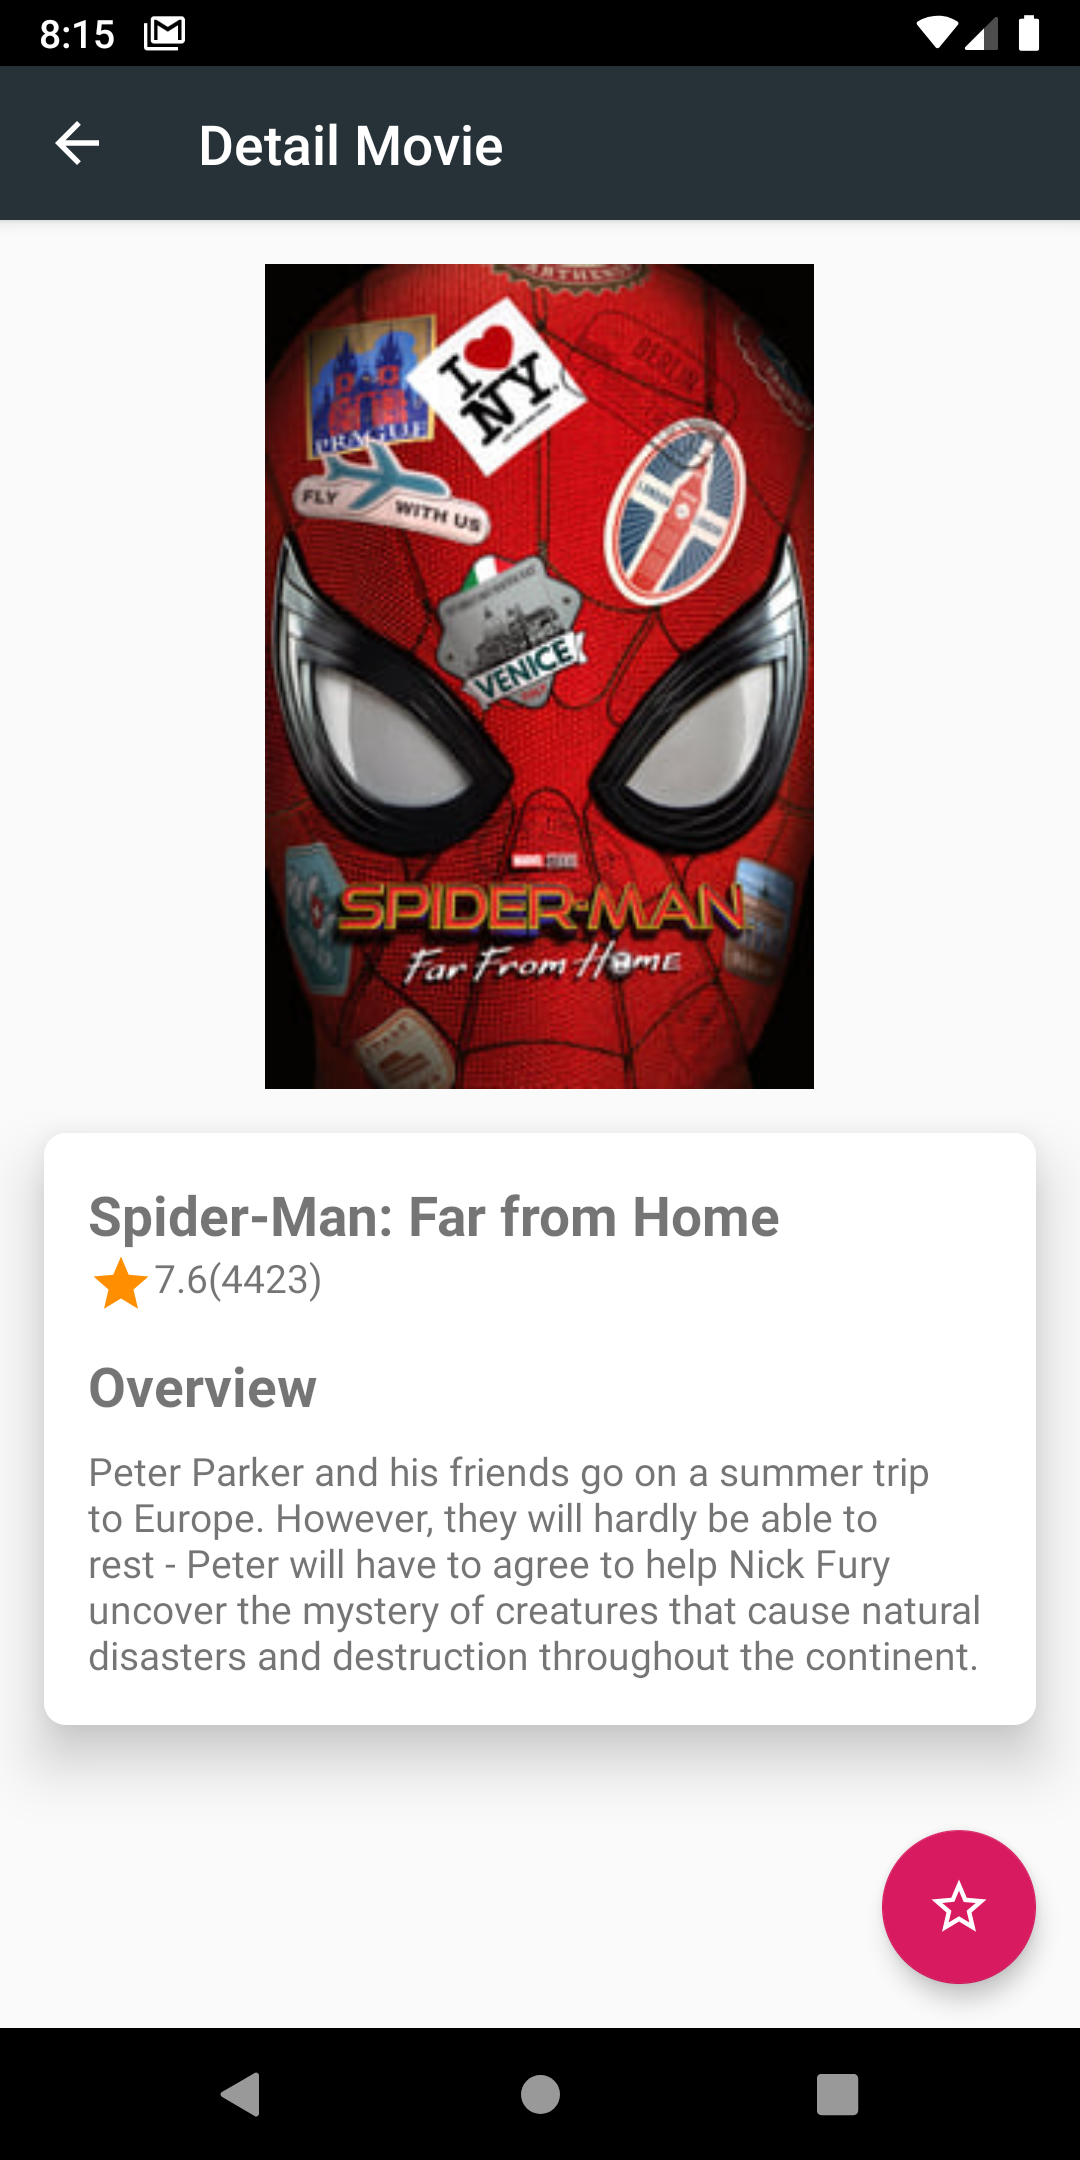 8:15
Detail Movie
AUTHENTIC
I
NY
BERLIN
PRAGUE
FLY
WITH US
LONDON
VENICE
MARVEL STUDIOS
SPIDER-MAN
Far From Home
Spider-Man: Far from Home
7.6(4423)
Overview
Peter Parker and his friends go on a summer trip
to Europe. However, they will hardly be able to
rest - Peter will have to agree to help Nick Fury
uncover the mystery of creatures that cause natural
disasters and destruction throughout the continent.